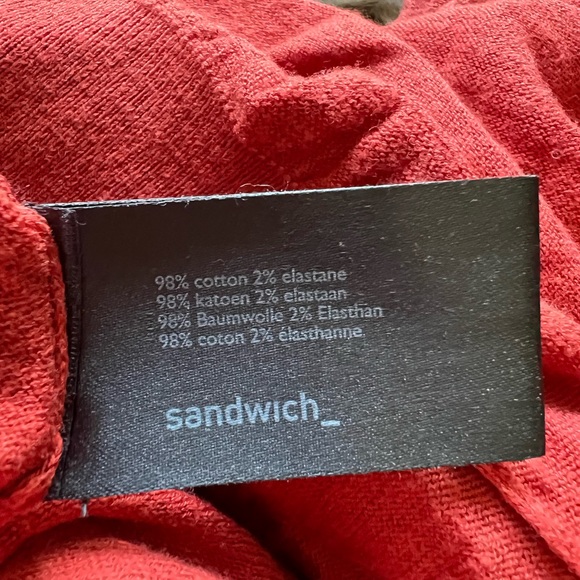 98% cotton 2% elastane
98% katoen 2% elastaan
98% Baumwolle 2% Elasthan
98% coton 2% élasthanne
sandwich_